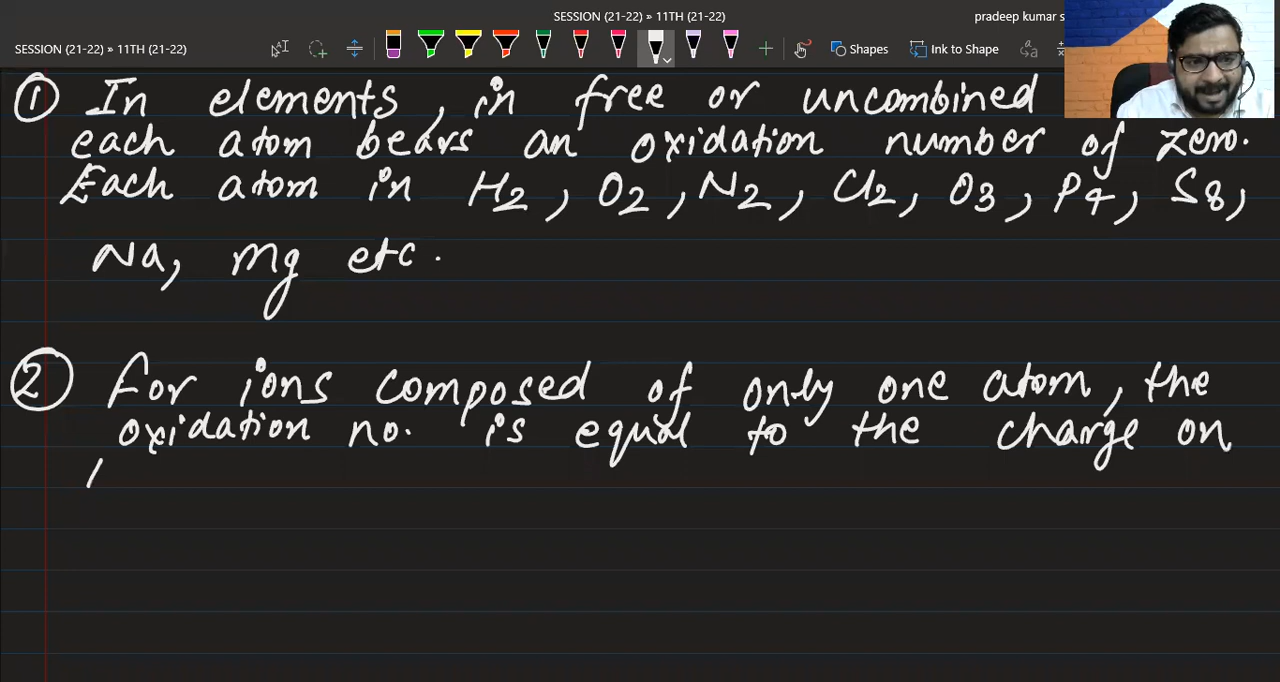 SESSION (21-22) » 11TH (21-22)
pradeep kumar s
SESSION (21-22) » 11TH (21-22)
Shapes
Ink to Shape
① In elements, in free or uncombined
each atom bears an oxidation number of zero.
Each atom in H2, O2, N2, Cl2, O3, P4, S8,
Na, Mg etc.
② For ions composed of only one atom, the
oxidation no. is equal to the charge on